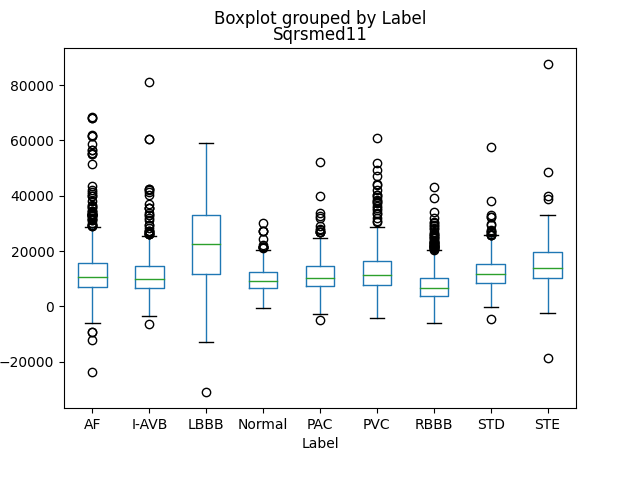 Boxplot grouped by Label
Sqrsmed11
80000
60000
40000
20000
0
−20000
AF I-AVB LBBB Normal PAC PVC RBBB STD STE
Label